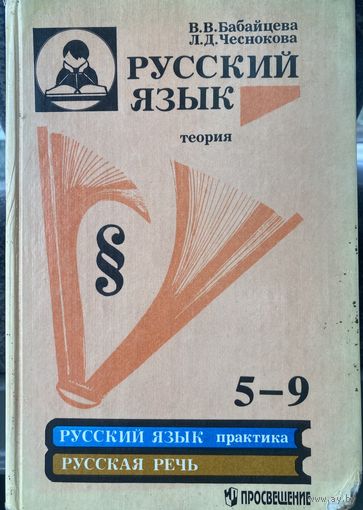 В.В.Бабайцева
Л.Д.Чеснокова
РУССКИЙ
ЯЗЫК
теория
§
5–9
РУССКИЙ ЯЗЫК практика
РУССКАЯ РЕЧЬ
ПРОСВЕЩЕНИЕ